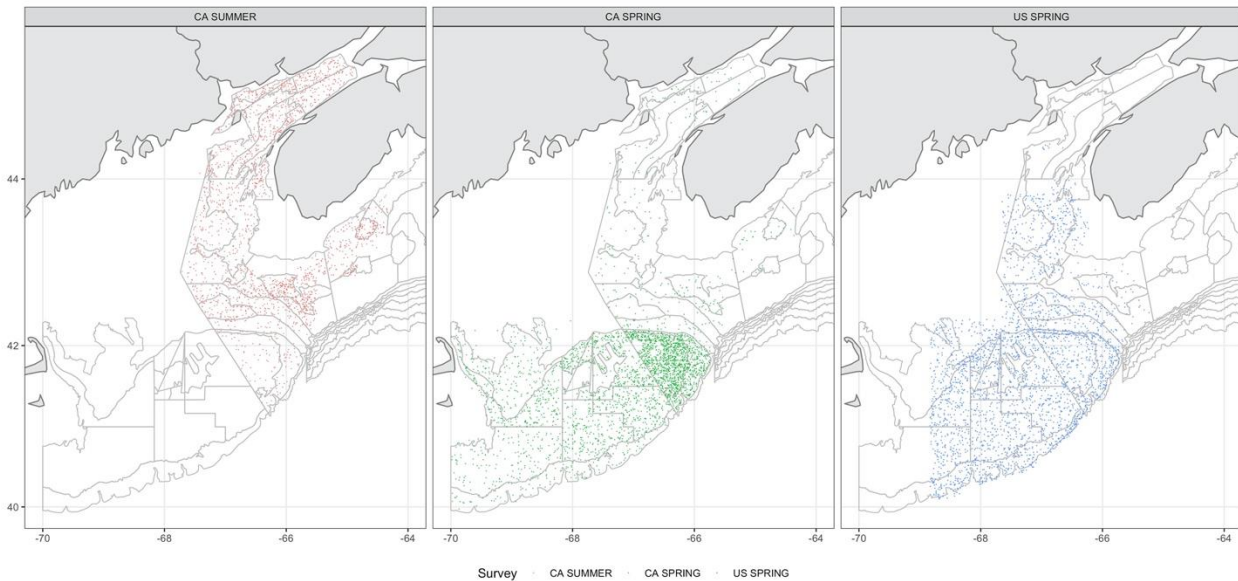 CA SUMMER
CA SPRING
US SPRING
44
42
40
-70 -68 -66 -64
-70 -68 -66 -64
-70 -68 -66 -64
Survey CA SUMMER CA SPRING US SPRING